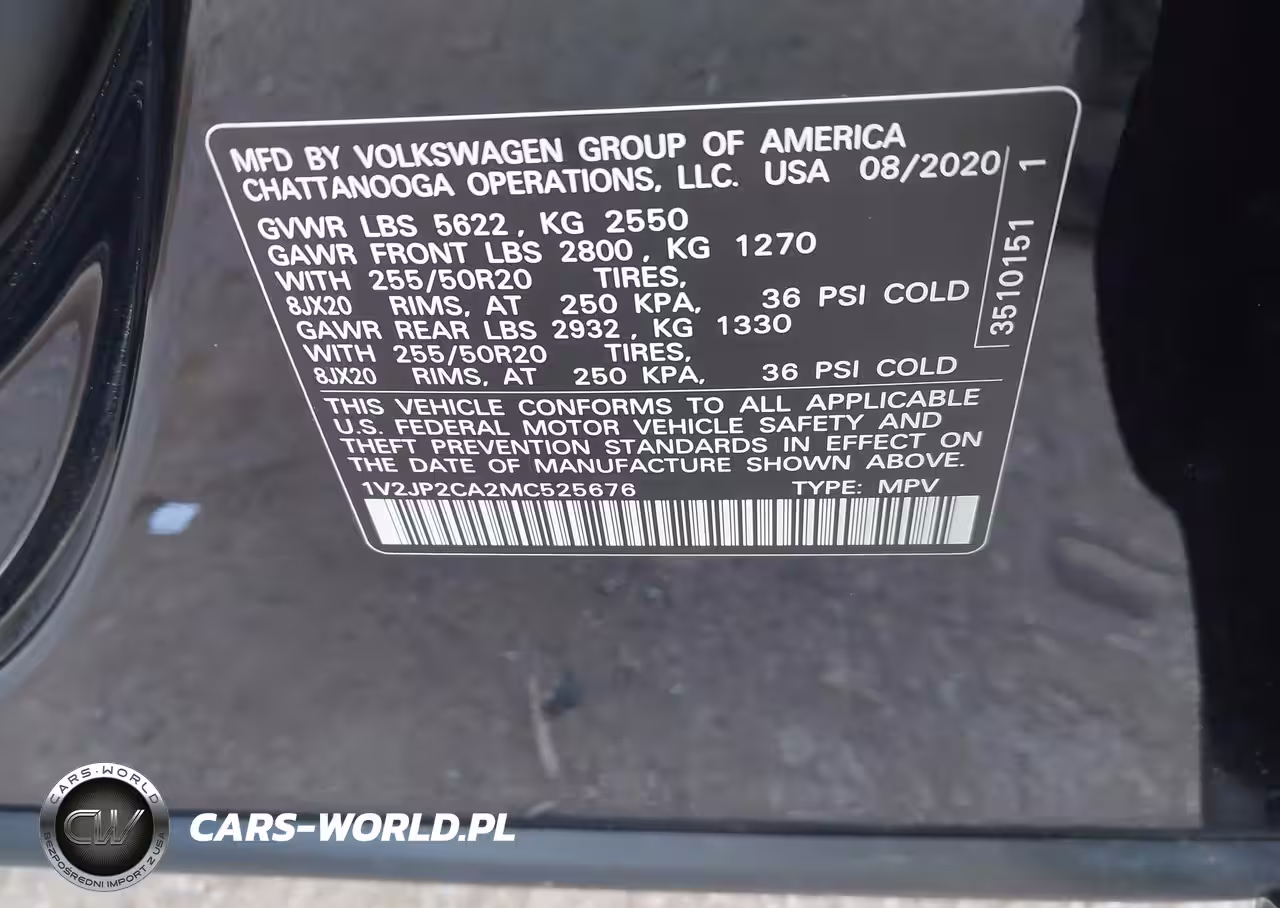 MFD BY VOLKSWAGEN GROUP OF AMERICA
CHATTANOOGA OPERATIONS, LLC. USA 08/2020
GVWR LBS 5622, KG 2550
GAWR FRONT LBS 2800, KG 1270
WITH 255/50R20 TIRES,
8JX20 RIMS, AT 250 KPA, 36 PSI COLD
GAWR REAR LBS 2932, KG 1330
WITH 255/50R20 TIRES,
8JX20 RIMS, AT 250 KPA, 36 PSI COLD
3510151 1
THIS VEHICLE CONFORMS TO ALL APPLICABLE
U.S. FEDERAL MOTOR VEHICLE SAFETY AND
THEFT PREVENTION STANDARDS IN EFFECT ON
THE DATE OF MANUFACTURE SHOWN ABOVE.
1V2JP2CA2MC525676 TYPE: MPV
CARS-WORLD
CW
BEZPOŚREDNI IMPORT Z USA
CARS-WORLD.PL